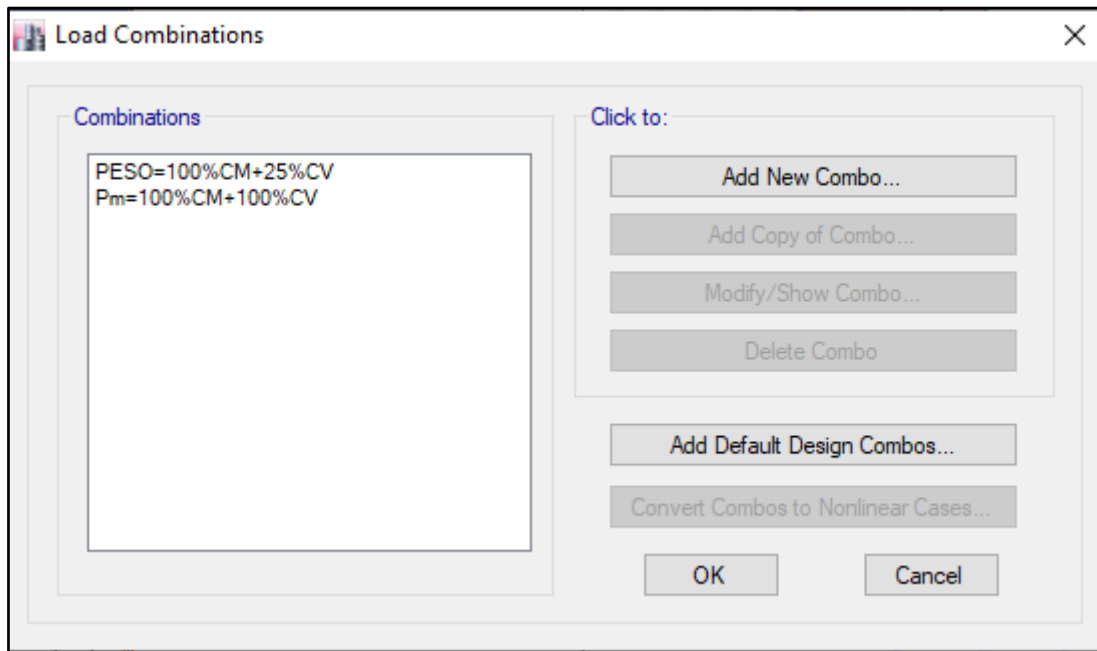 Load Combinations
Combinations
PESO=100%CM+25%CV
Pm=100%CM+100%CV
Click to:
Add New Combo...
Add Copy of Combo...
Modify/Show Combo...
Delete Combo
Add Default Design Combos...
Convert Combos to Nonlinear Cases...
OK
Cancel